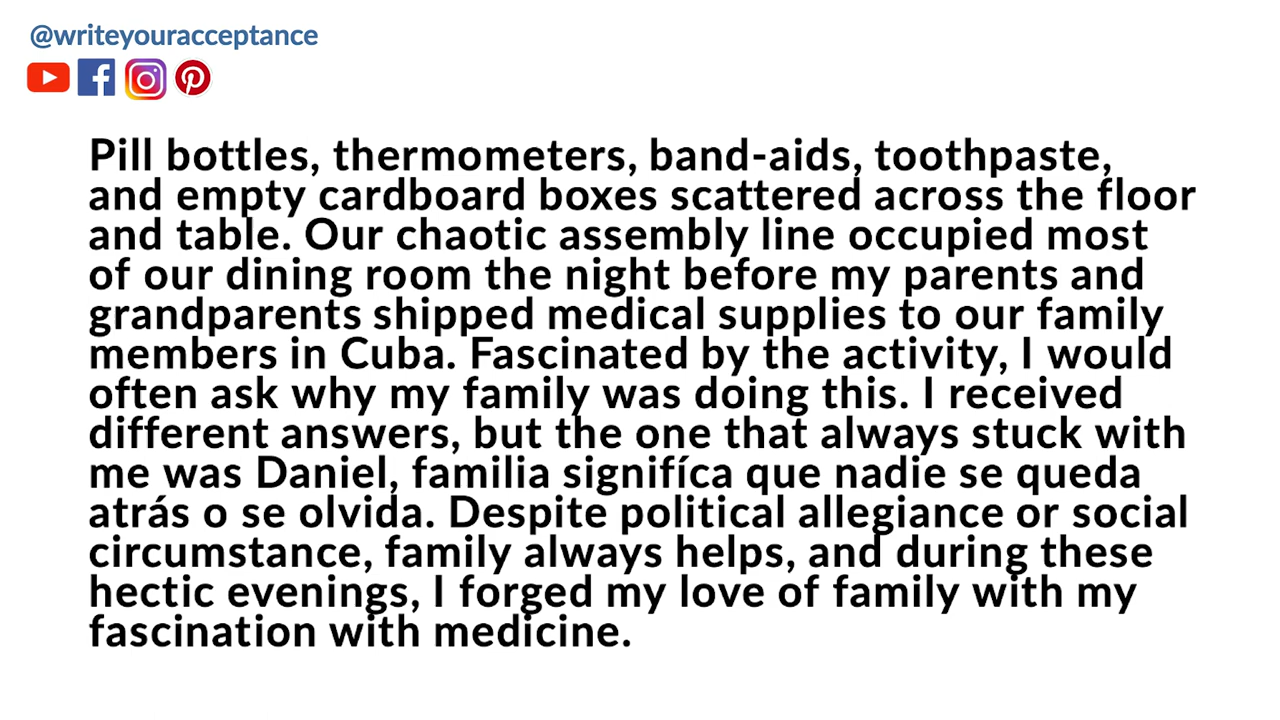 @writeyouracceptance
Pill bottles, thermometers, band-aids, toothpaste,
and empty cardboard boxes scattered across the floor
and table. Our chaotic assembly line occupied most
of our dining room the night before my parents and
grandparents shipped medical supplies to our family
members in Cuba. Fascinated by the activity, I would
often ask why my family was doing this. I received
different answers, but the one that always stuck with
me was Daniel, familia signifíca que nadie se queda
atrás o se olvida. Despite political allegiance or social
circumstance, family always helps, and during these
hectic evenings, I forged my love of family with my
fascination with medicine.